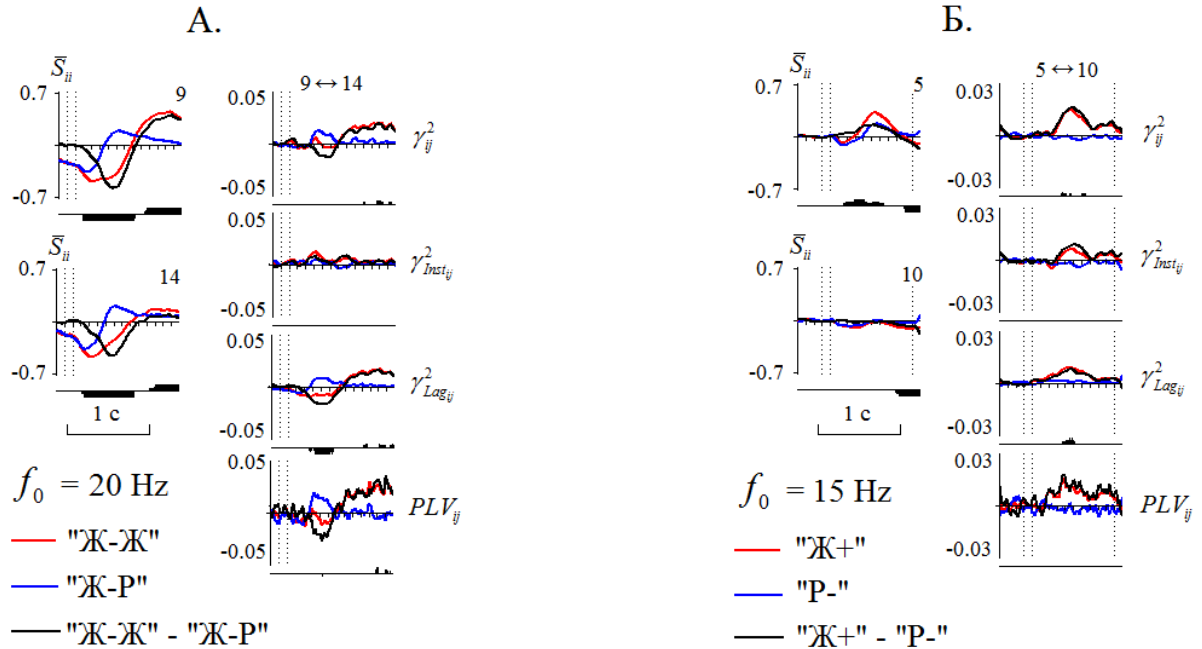 А.
S̅ii
0.7
9
-0.7
S̅ii
0.7
14
-0.7
1 с
f0 = 20 Hz
"Ж-Ж"
"Ж-Р"
"Ж-Ж" - "Ж-Р"
9 ↔ 14
0.05
γ²ij
-0.05
0.05
γ²Instij
-0.05
0.05
γ²Lagij
-0.05
0.05
PLVij
-0.05
Б.
S̅ii
0.7
5
-0.7
S̅ii
0.7
10
-0.7
1 с
f0 = 15 Hz
"Ж+"
"Р-"
"Ж+" - "Р-"
5 ↔ 10
0.03
γ²ij
-0.03
0.03
γ²Instij
-0.03
0.03
γ²Lagij
-0.03
0.03
PLVij
-0.03